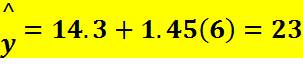 ŷ = 14.3 + 1.45(6) = 23